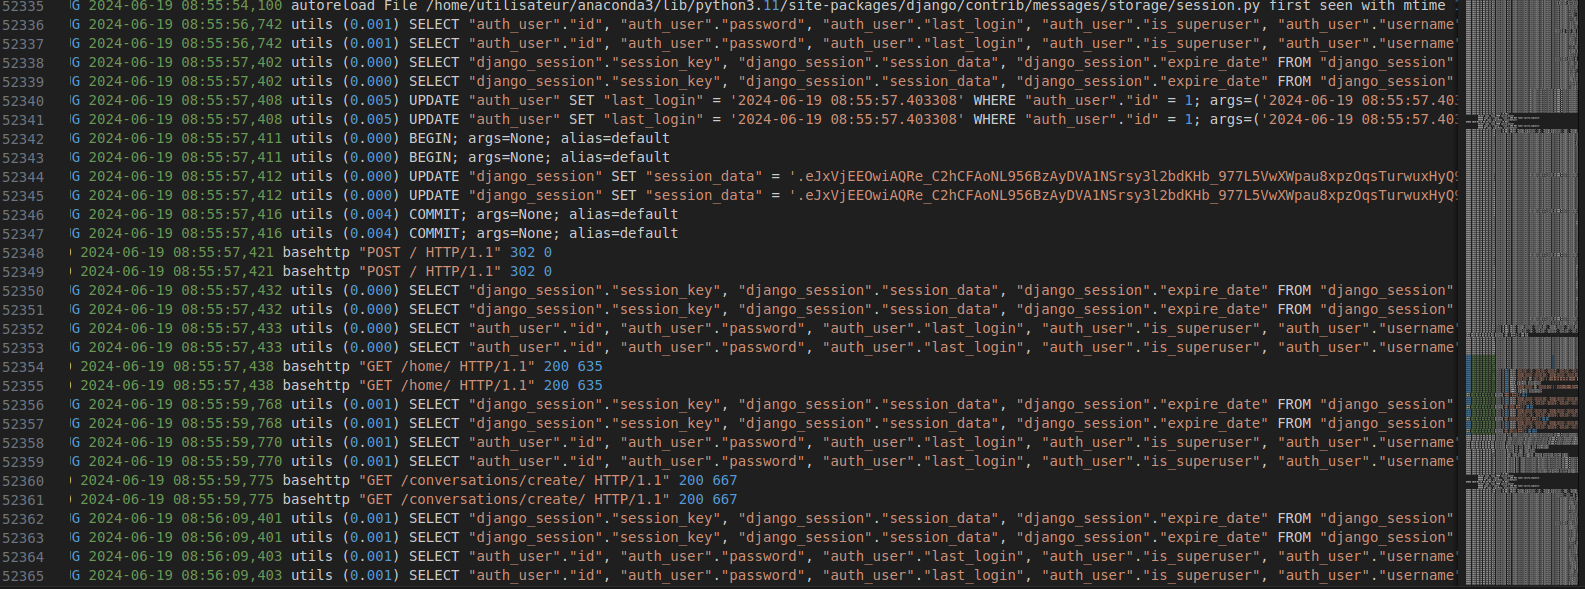 52335 UG 2024-06-19 08:55:54,100 autoreload File /home/utilisateur/anaconda3/lib/python3.11/site-packages/django/contrib/messages/storage/session.py first seen with mtime
52336 UG 2024-06-19 08:55:56,742 utils (0.001) SELECT "auth_user"."id", "auth_user"."password", "auth_user"."last_login", "auth_user"."is_superuser", "auth_user"."username"
52337 UG 2024-06-19 08:55:56,742 utils (0.001) SELECT "auth_user"."id", "auth_user"."password", "auth_user"."last_login", "auth_user"."is_superuser", "auth_user"."username"
52338 UG 2024-06-19 08:55:57,402 utils (0.000) SELECT "django_session"."session_key", "django_session"."session_data", "django_session"."expire_date" FROM "django_session"
52339 UG 2024-06-19 08:55:57,402 utils (0.000) SELECT "django_session"."session_key", "django_session"."session_data", "django_session"."expire_date" FROM "django_session"
52340 UG 2024-06-19 08:55:57,408 utils (0.005) UPDATE "auth_user" SET "last_login" = '2024-06-19 08:55:57.403308' WHERE "auth_user"."id" = 1; args=('2024-06-19 08:55:57.403
52341 UG 2024-06-19 08:55:57,408 utils (0.005) UPDATE "auth_user" SET "last_login" = '2024-06-19 08:55:57.403308' WHERE "auth_user"."id" = 1; args=('2024-06-19 08:55:57.403
52342 UG 2024-06-19 08:55:57,411 utils (0.000) BEGIN; args=None; alias=default
52343 UG 2024-06-19 08:55:57,411 utils (0.000) BEGIN; args=None; alias=default
52344 UG 2024-06-19 08:55:57,412 utils (0.000) UPDATE "django_session" SET "session_data" = '.eJxVjEEOwiAQRe_C2hCFAoNL956BzAyDVA1NSrsy3l2bdKHb_977L5VwXWpau8xpzOqsTurwuxHyQ9
52345 UG 2024-06-19 08:55:57,412 utils (0.000) UPDATE "django_session" SET "session_data" = '.eJxVjEEOwiAQRe_C2hCFAoNL956BzAyDVA1NSrsy3l2bdKHb_977L5VwXWpau8xpzOqsTurwuxHyQ9
52346 UG 2024-06-19 08:55:57,416 utils (0.004) COMMIT; args=None; alias=default
52347 UG 2024-06-19 08:55:57,416 utils (0.004) COMMIT; args=None; alias=default
52348 2024-06-19 08:55:57,421 basehttp "POST / HTTP/1.1" 302 0
52349 2024-06-19 08:55:57,421 basehttp "POST / HTTP/1.1" 302 0
52350 UG 2024-06-19 08:55:57,432 utils (0.000) SELECT "django_session"."session_key", "django_session"."session_data", "django_session"."expire_date" FROM "django_session"
52351 UG 2024-06-19 08:55:57,432 utils (0.000) SELECT "django_session"."session_key", "django_session"."session_data", "django_session"."expire_date" FROM "django_session"
52352 UG 2024-06-19 08:55:57,433 utils (0.000) SELECT "auth_user"."id", "auth_user"."password", "auth_user"."last_login", "auth_user"."is_superuser", "auth_user"."username"
52353 UG 2024-06-19 08:55:57,433 utils (0.000) SELECT "auth_user"."id", "auth_user"."password", "auth_user"."last_login", "auth_user"."is_superuser", "auth_user"."username"
52354 2024-06-19 08:55:57,438 basehttp "GET /home/ HTTP/1.1" 200 635
52355 2024-06-19 08:55:57,438 basehttp "GET /home/ HTTP/1.1" 200 635
52356 UG 2024-06-19 08:55:59,768 utils (0.001) SELECT "django_session"."session_key", "django_session"."session_data", "django_session"."expire_date" FROM "django_session"
52357 UG 2024-06-19 08:55:59,768 utils (0.001) SELECT "django_session"."session_key", "django_session"."session_data", "django_session"."expire_date" FROM "django_session"
52358 UG 2024-06-19 08:55:59,770 utils (0.001) SELECT "auth_user"."id", "auth_user"."password", "auth_user"."last_login", "auth_user"."is_superuser", "auth_user"."username"
52359 UG 2024-06-19 08:55:59,770 utils (0.001) SELECT "auth_user"."id", "auth_user"."password", "auth_user"."last_login", "auth_user"."is_superuser", "auth_user"."username"
52360 2024-06-19 08:55:59,775 basehttp "GET /conversations/create/ HTTP/1.1" 200 667
52361 2024-06-19 08:55:59,775 basehttp "GET /conversations/create/ HTTP/1.1" 200 667
52362 UG 2024-06-19 08:56:09,401 utils (0.001) SELECT "django_session"."session_key", "django_session"."session_data", "django_session"."expire_date" FROM "django_session"
52363 UG 2024-06-19 08:56:09,401 utils (0.001) SELECT "django_session"."session_key", "django_session"."session_data", "django_session"."expire_date" FROM "django_session"
52364 UG 2024-06-19 08:56:09,403 utils (0.001) SELECT "auth_user"."id", "auth_user"."password", "auth_user"."last_login", "auth_user"."is_superuser", "auth_user"."username"
52365 UG 2024-06-19 08:56:09,403 utils (0.001) SELECT "auth_user"."id", "auth_user"."password", "auth_user"."last_login", "auth_user"."is_superuser", "auth_user"."username"